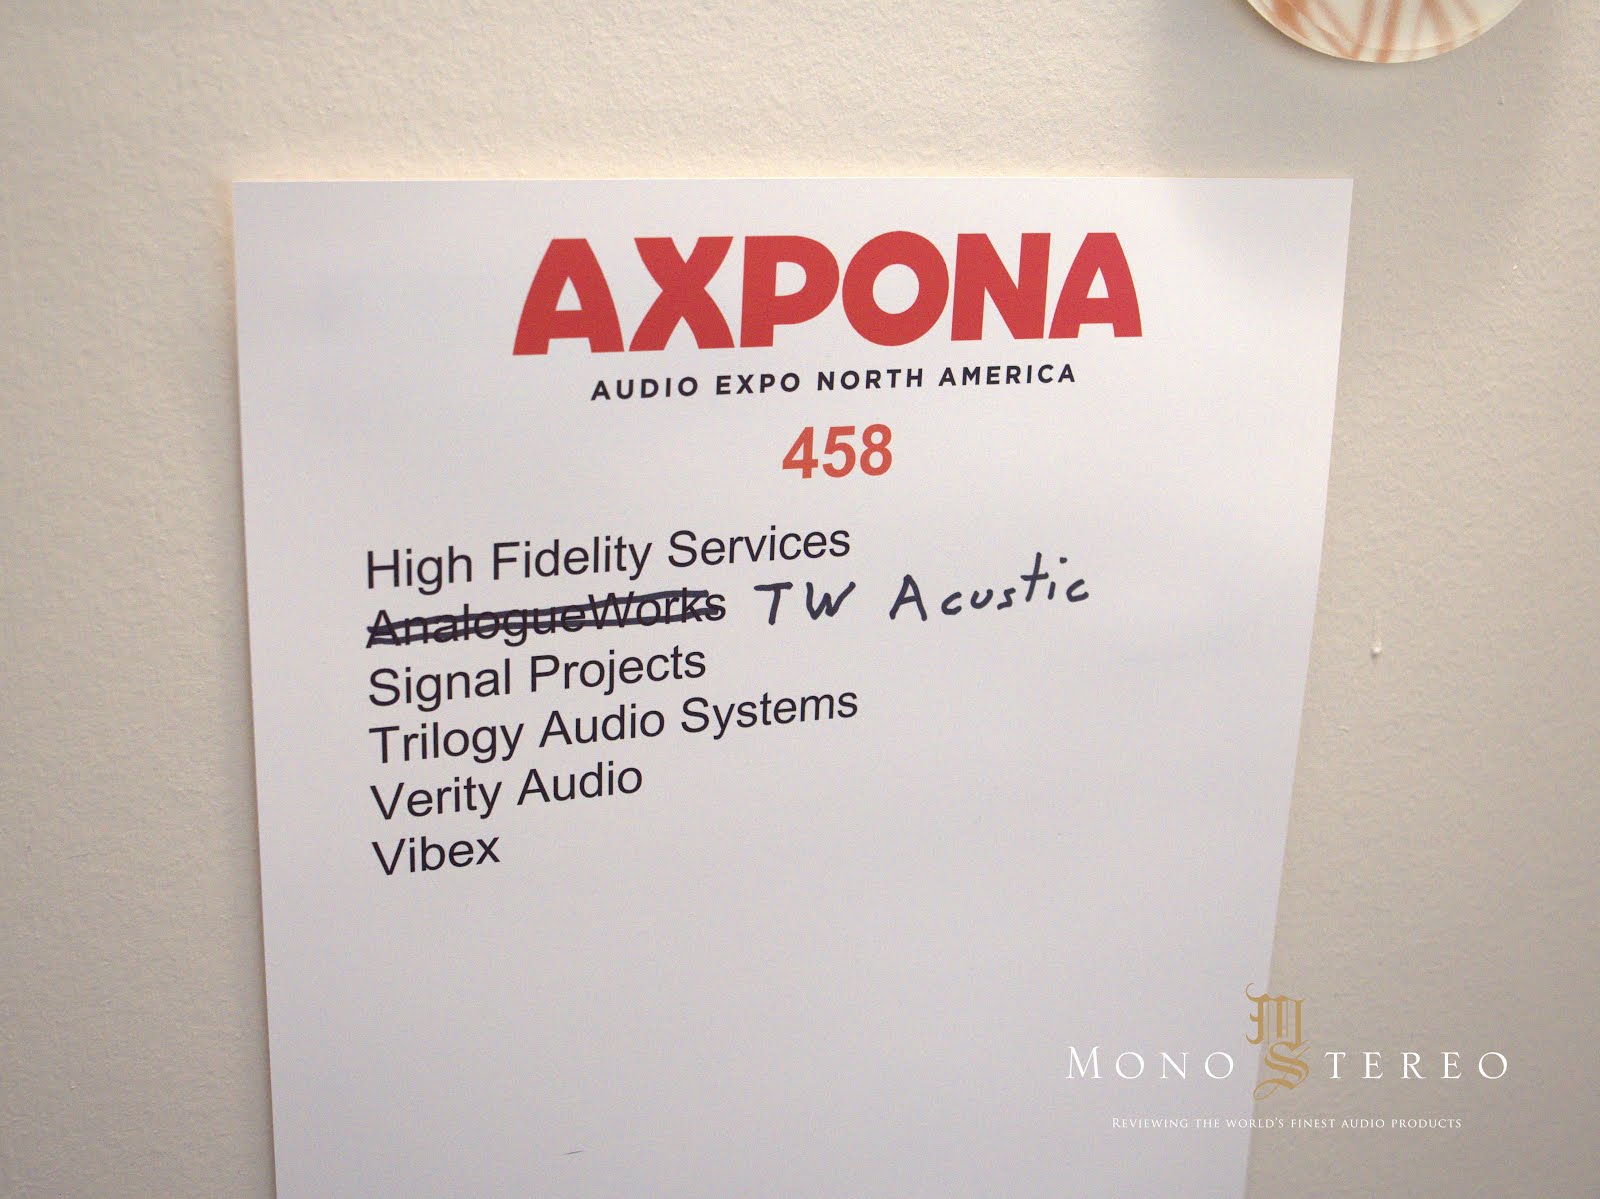 AXPONA
AUDIO EXPO NORTH AMERICA
458
High Fidelity Services
AnalogueWorks TW Acustic
Signal Projects
Trilogy Audio Systems
Verity Audio
Vibex
MS
MONO STEREO
REVIEWING THE WORLD'S FINEST AUDIO PRODUCTS